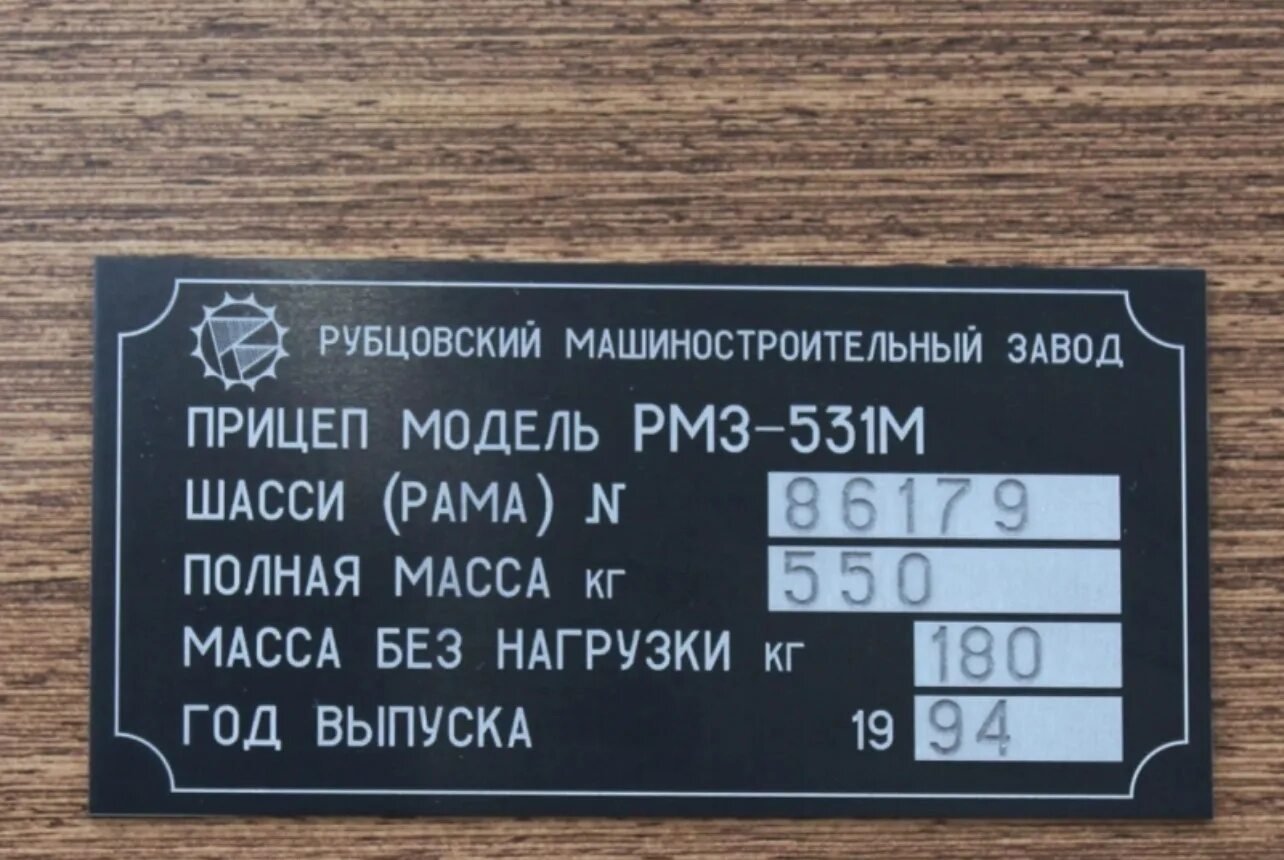 РУБЦОВСКИЙ МАШИНОСТРОИТЕЛЬНЫЙ ЗАВОД
ПРИЦЕП МОДЕЛЬ РМЗ-531М
ШАССИ (РАМА) N 86179
ПОЛНАЯ МАССА кг 550
МАССА БЕЗ НАГРУЗКИ кг 180
ГОД ВЫПУСКА 19 94